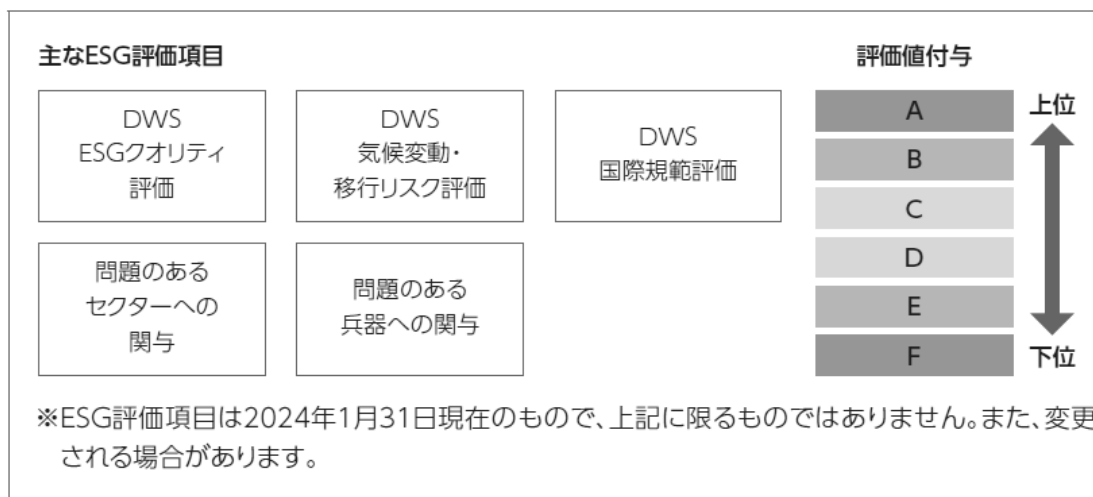 主なESG評価項目
評価値付与
DWS
ESGクオリティ
評価
DWS
気候変動・
移行リスク評価
DWS
国際規範評価
問題のある
セクターへの
関与
問題のある
兵器への関与
A
B
C
D
E
F
上位
下位
※ESG評価項目は2024年1月31日現在のもので、上記に限るものではありません。また、変更
される場合があります。